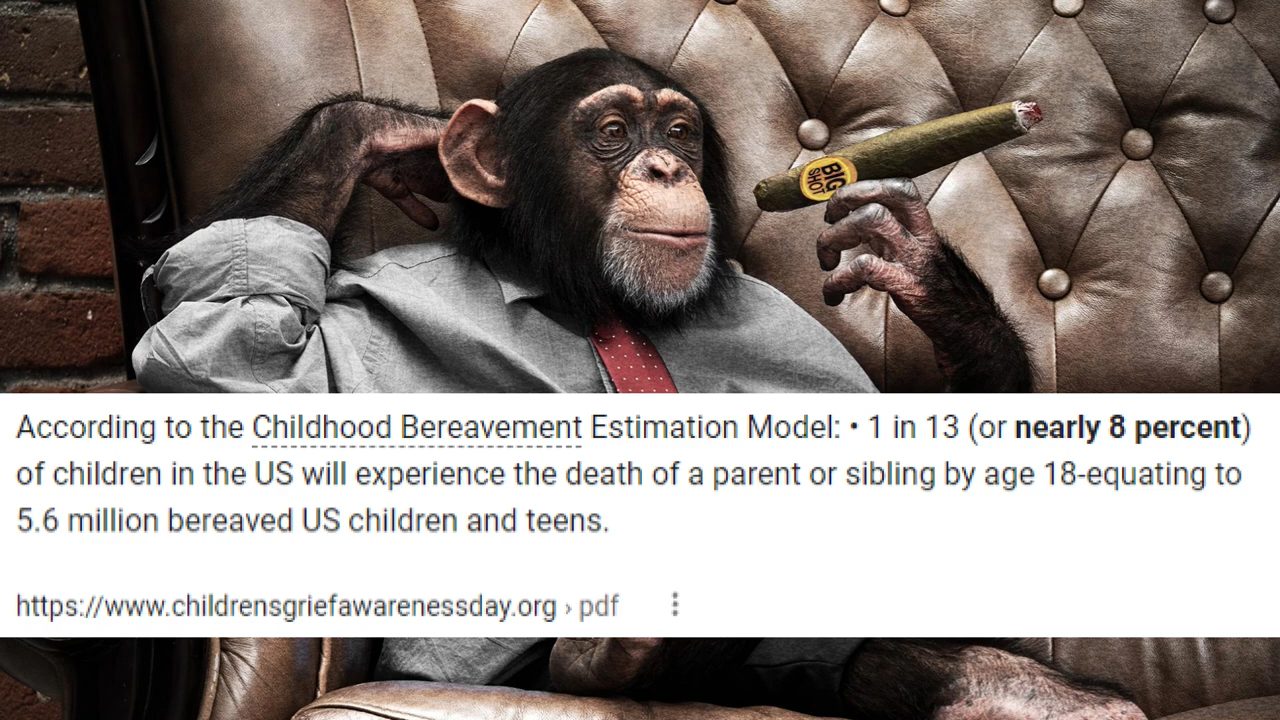 BIG
SHOT
According to the Childhood Bereavement Estimation Model: • 1 in 13 (or nearly 8 percent)
of children in the US will experience the death of a parent or sibling by age 18-equating to
5.6 million bereaved US children and teens.
https://www.childrensgriefawarenessday.org › pdf